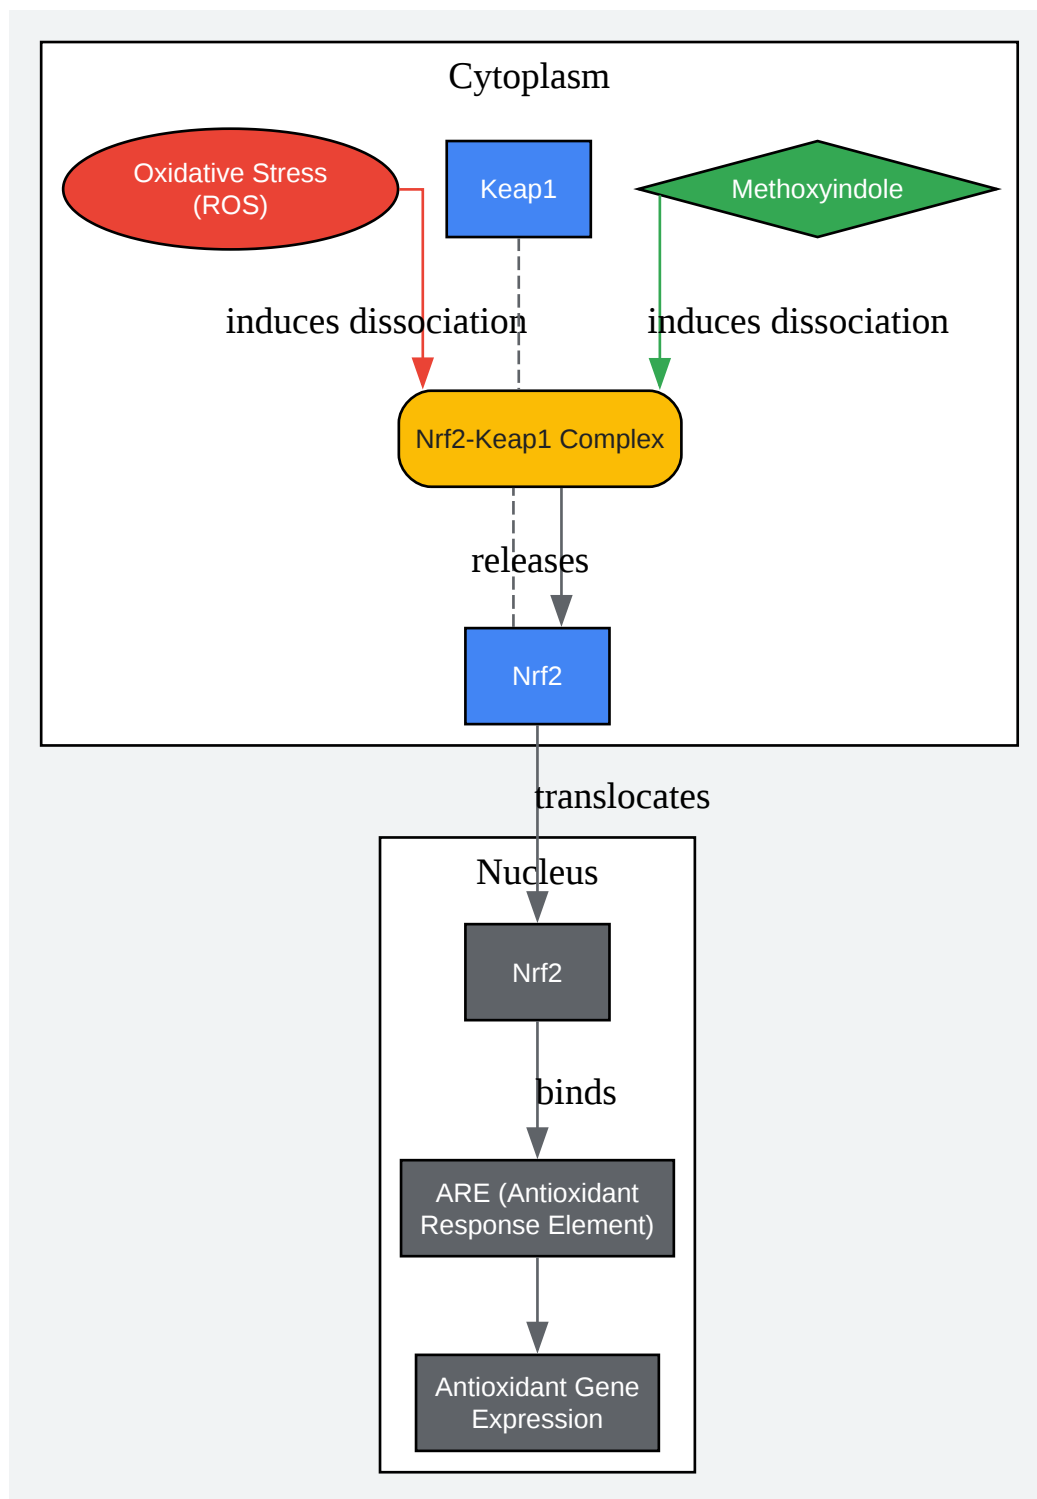 Cytoplasm
Oxidative Stress
(ROS)
Keap1
Methoxyindole
induces dissociation
induces dissociation
Nrf2-Keap1 Complex
releases
Nrf2
translocates
Nucleus
Nrf2
binds
ARE (Antioxidant
Response Element)
Antioxidant Gene
Expression